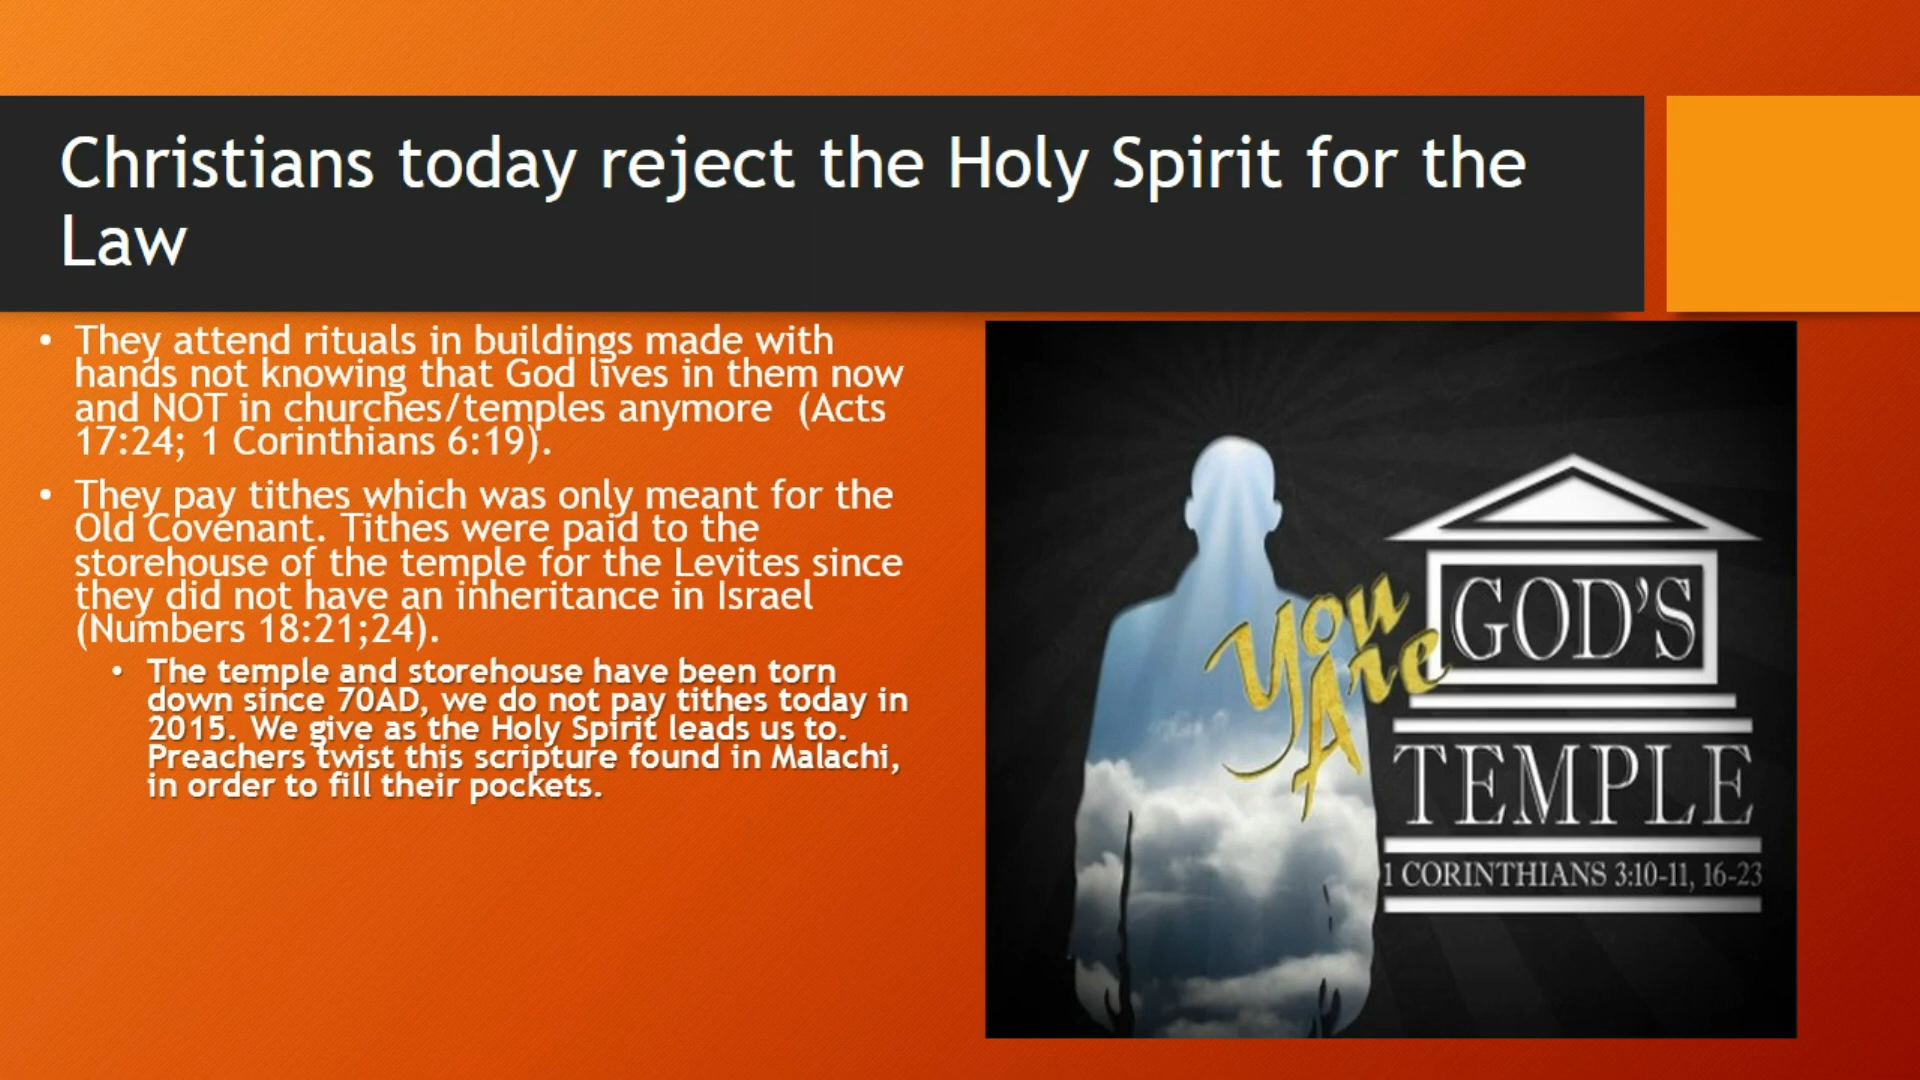 Christians today reject the Holy Spirit for the
Law
• They attend rituals in buildings made with
hands not knowing that God lives in them now
and NOT in churches/temples anymore  (Acts
17:24; 1 Corinthians 6:19).
• They pay tithes which was only meant for the
Old Covenant. Tithes were paid to the
storehouse of the temple for the Levites since
they did not have an inheritance in Israel
(Numbers 18:21;24).
• The temple and storehouse have been torn
down since 70AD, we do not pay tithes today in
2015. We give as the Holy Spirit leads us to.
Preachers twist this scripture found in Malachi,
in order to fill their pockets.
You
Are
GOD'S
TEMPLE
1 CORINTHIANS 3:10-11, 16-23